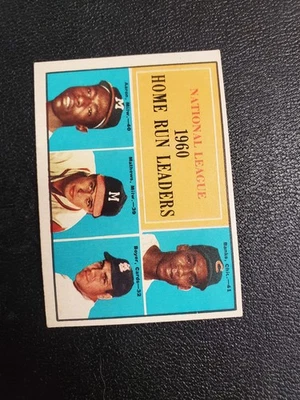 NATIONAL LEAGUE
1960
HOME RUN LEADERS
Aaron, Milw.—40
Mathews, Milw.—39
Boyer, Cards—32
Banks, Chi.—41
M
M
C